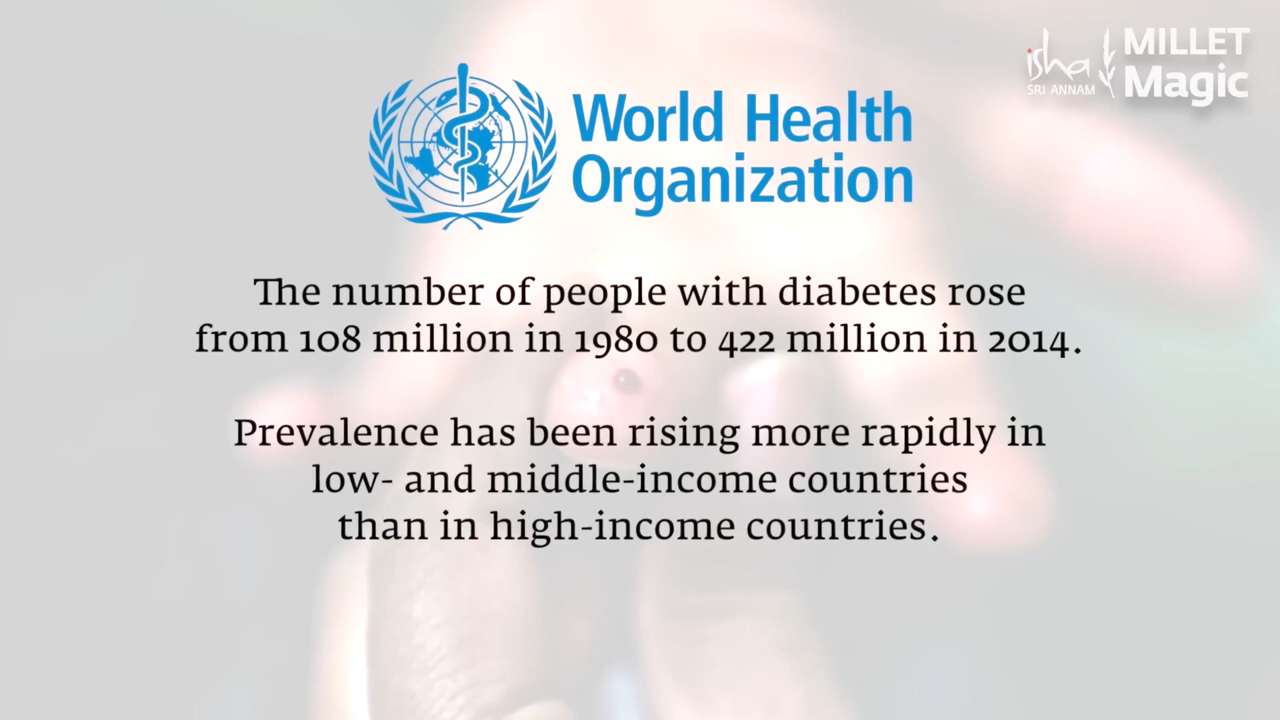 isha
SRI ANNAM
MILLET
Magic
World Health
Organization
The number of people with diabetes rose
from 108 million in 1980 to 422 million in 2014.
Prevalence has been rising more rapidly in
low- and middle-income countries
than in high-income countries.